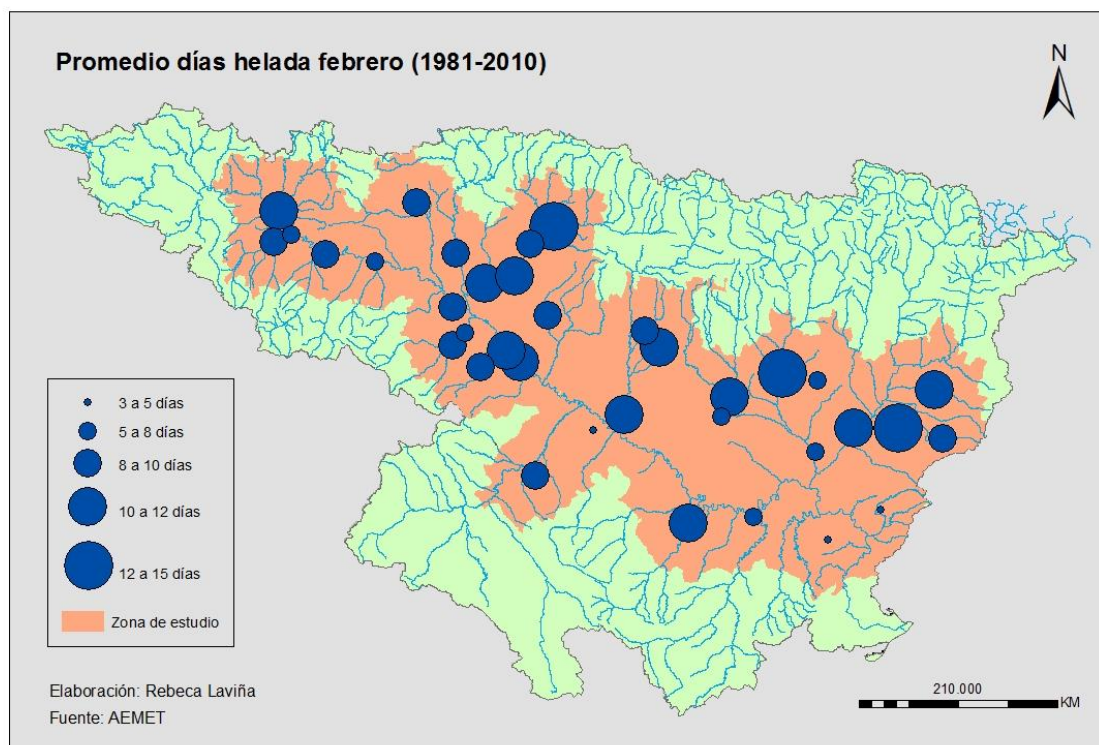 Promedio días helada febrero (1981-2010)
N
3 a 5 días
5 a 8 días
8 a 10 días
10 a 12 días
12 a 15 días
Zona de estudio
Elaboración: Rebeca Laviña
Fuente: AEMET
210.000
KM